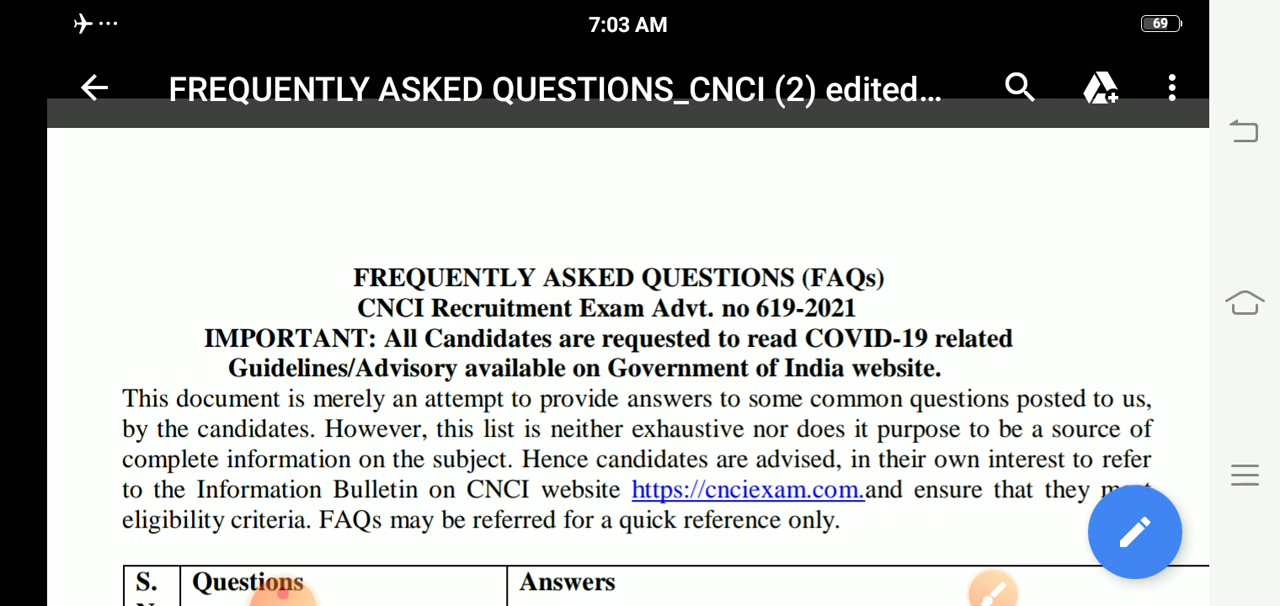 7:03 AM
69
FREQUENTLY ASKED QUESTIONS_CNCI (2) edited...
FREQUENTLY ASKED QUESTIONS (FAQs)
CNCI Recruitment Exam Advt. no 619-2021
IMPORTANT: All Candidates are requested to read COVID-19 related
Guidelines/Advisory available on Government of India website.
This document is merely an attempt to provide answers to some common questions posted to us,
by the candidates. However, this list is neither exhaustive nor does it purpose to be a source of
complete information on the subject. Hence candidates are advised, in their own interest to refer
to the Information Bulletin on CNCI website https://cnciexam.com.and ensure that they
eligibility criteria. FAQs may be referred for a quick reference only.
S. Questions Answers